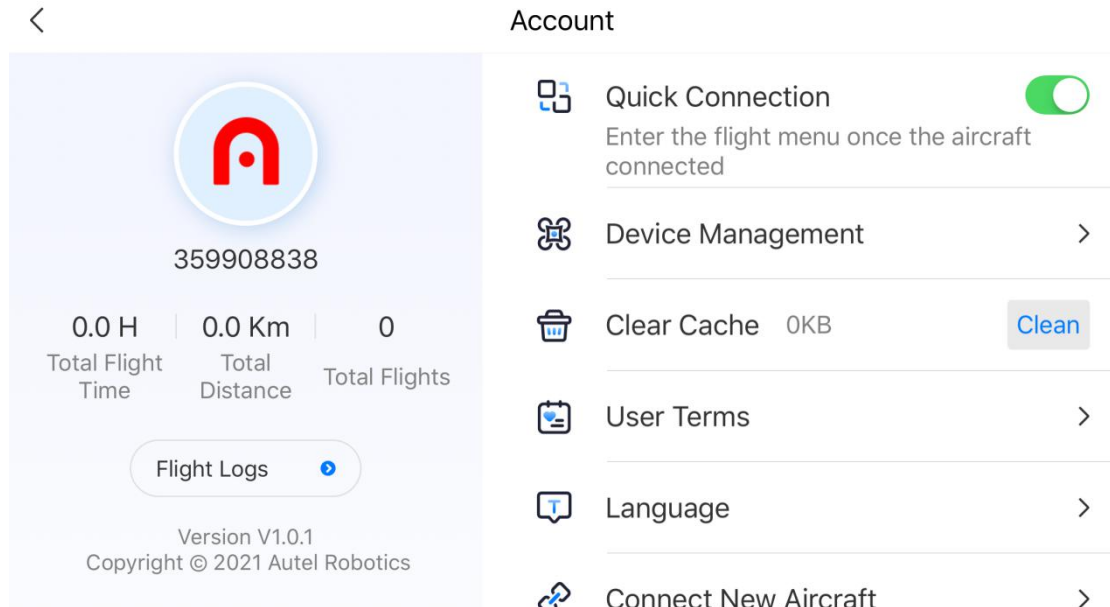 Account
359908838
0.0 H
0.0 Km
0
Total Flight
Time
Total
Distance
Total Flights
Flight Logs
Version V1.0.1
Copyright © 2021 Autel Robotics
Quick Connection
Enter the flight menu once the aircraft
connected
Device Management
Clear Cache 0KB Clean
User Terms
Language
Connect New Aircraft